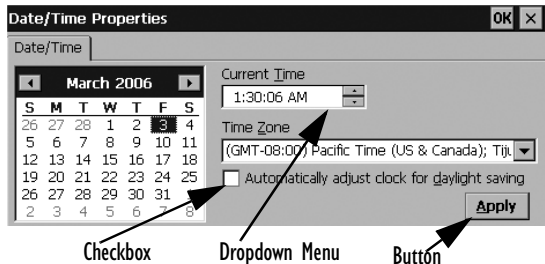 Date/Time Properties OK ×
Date/Time
March 2006
S M T W T F S
26 27 28 1 2 3 4
5 6 7 8 9 10 11
12 13 14 15 16 17 18
19 20 21 22 23 24 25
26 27 28 29 30 31
2 3 4 5 6 8
Current Time
1:30:06 AM
Time Zone
(GMT-08:00) Pacific Time (US & Canada); Tiju
Automatically adjust clock for daylight saving
Apply
Checkbox Dropdown Menu Button